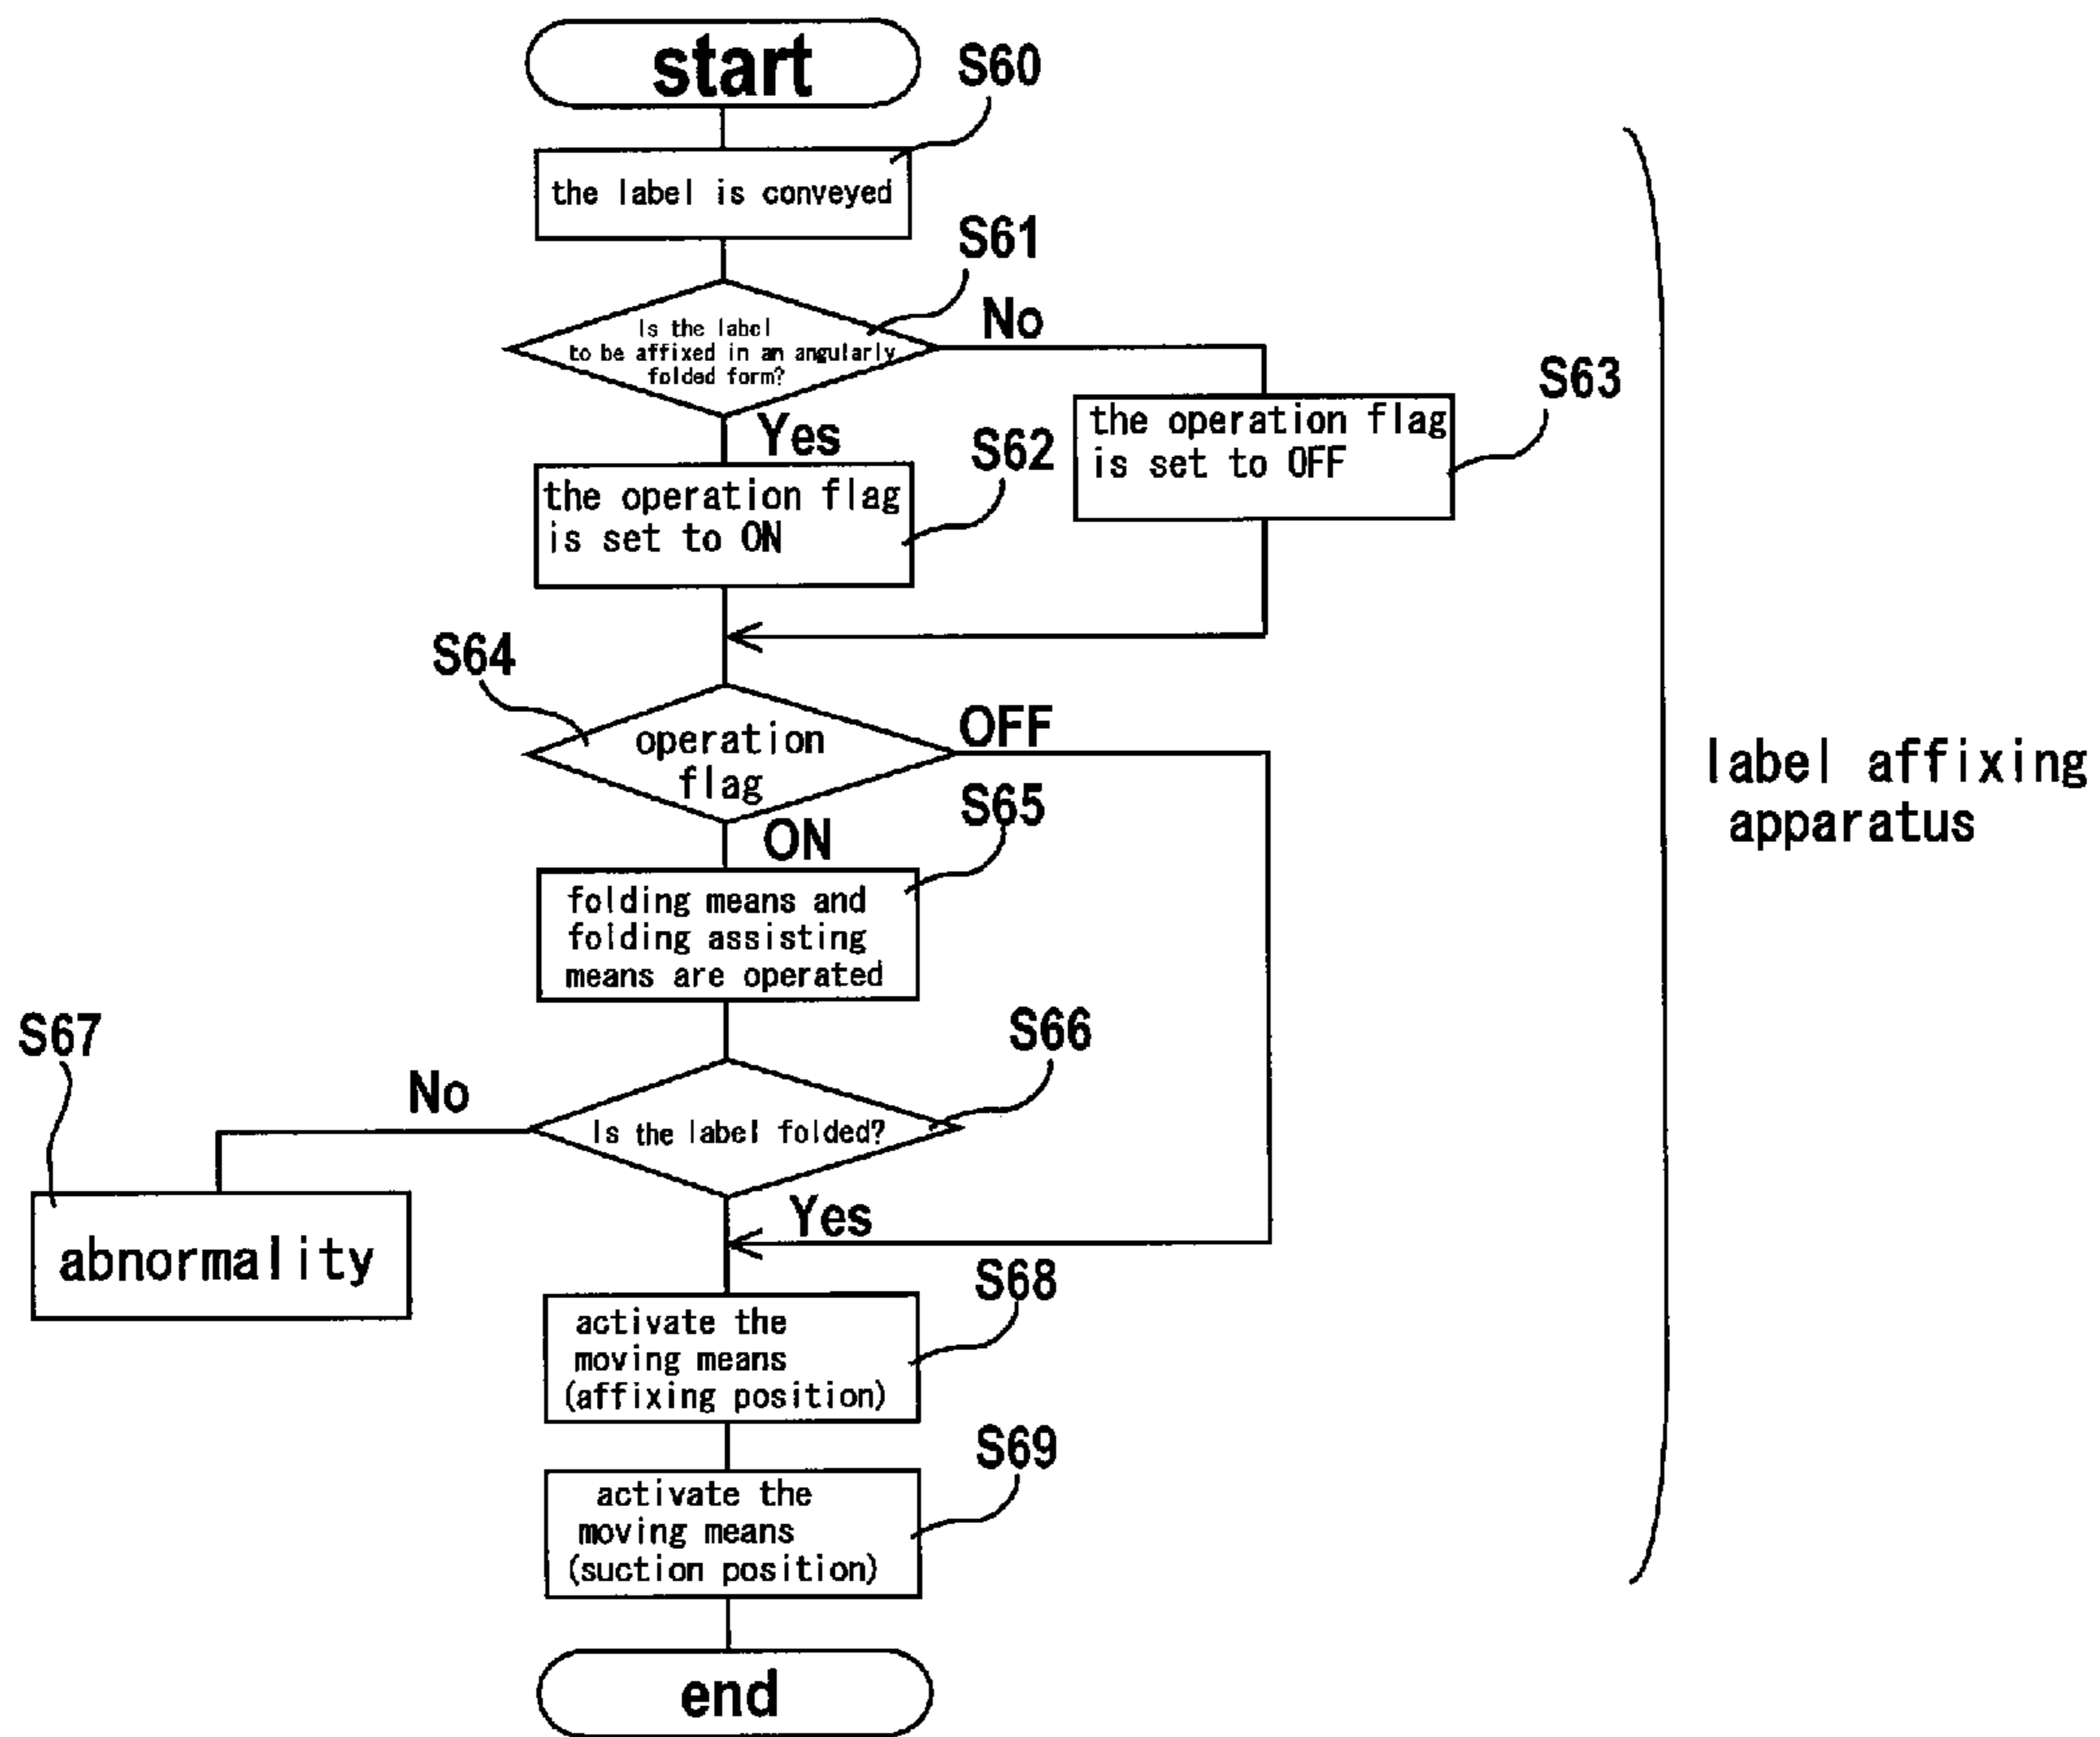 start
S60
the label is conveyed
S61
Is the label
to be affixed in an angularly
folded form?
No
Yes
S62
the operation flag
is set to ON
S63
the operation flag
is set to OFF
S64
operation
flag
OFF
ON
S65
folding means and
folding assisting
means are operated
S66
Is the label folded?
No
S67
abnormality
Yes
S68
activate the
moving means
(affixing position)
S69
activate the
moving means
(suction position)
end
label affixing
apparatus